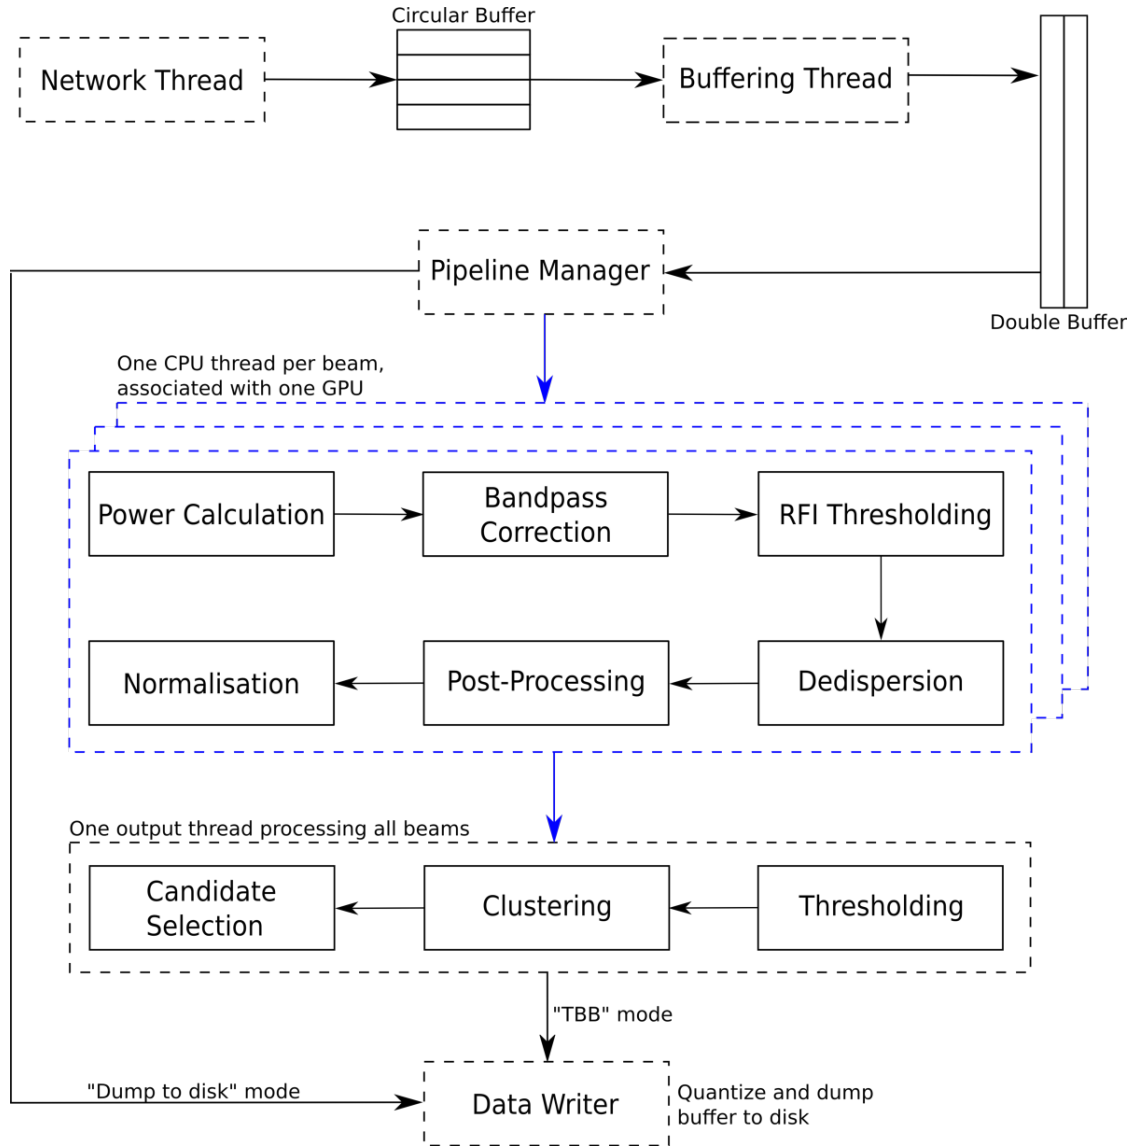 Circular Buffer
Network Thread
Buffering Thread
Pipeline Manager
Double Buffer
One CPU thread per beam,
associated with one GPU
Power Calculation
Bandpass
Correction
RFI Thresholding
Normalisation
Post-Processing
Dedispersion
One output thread processing all beams
Candidate
Selection
Clustering
Thresholding
"TBB" mode
"Dump to disk" mode
Data Writer
Quantize and dump
buffer to disk